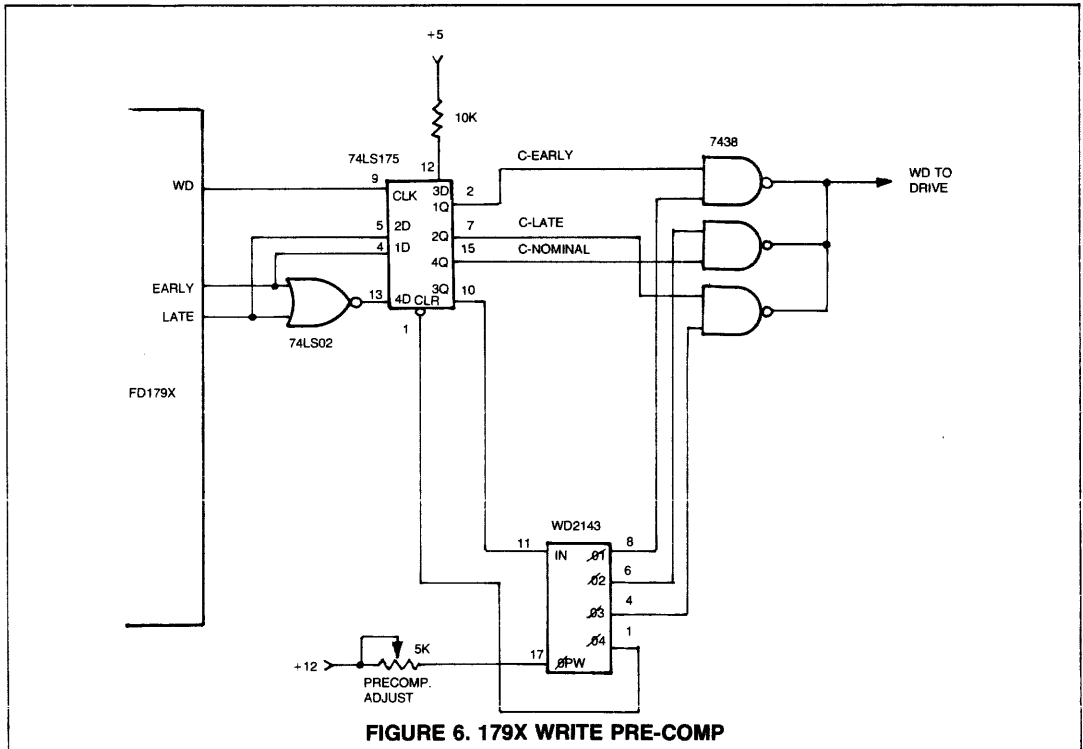 +5
10K
74LS175
7438
12
C-EARLY
WD
9
CLK
3D
1Q
2
WD TO
DRIVE
5
2D
C-LATE
2Q
7
4
1D
C-NOMINAL
4Q
15
EARLY
3Q
10
13
4D
CLR
LATE
1
74LS02
FD179X
WD2143
11
IN
Ø1
8
Ø2
6
Ø3
4
Ø4
1
+12
5K
17
ØPW
PRECOMP.
ADJUST
FIGURE 6. 179X WRITE PRE-COMP